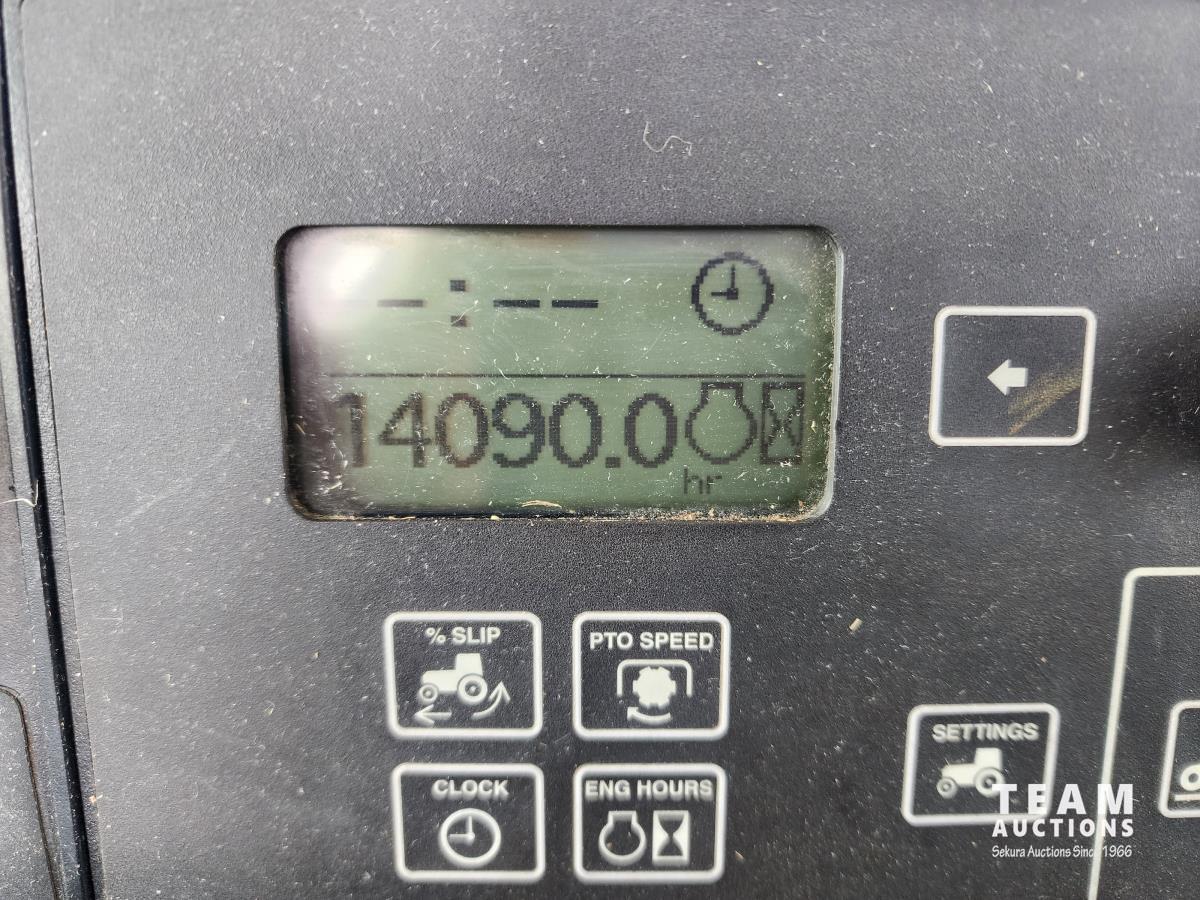 -:--
14090.0
hr
% SLIP
PTO SPEED
CLOCK
ENG HOURS
SETTINGS
TEAM
AUCTIONS
Sekura Auctions Since 1966